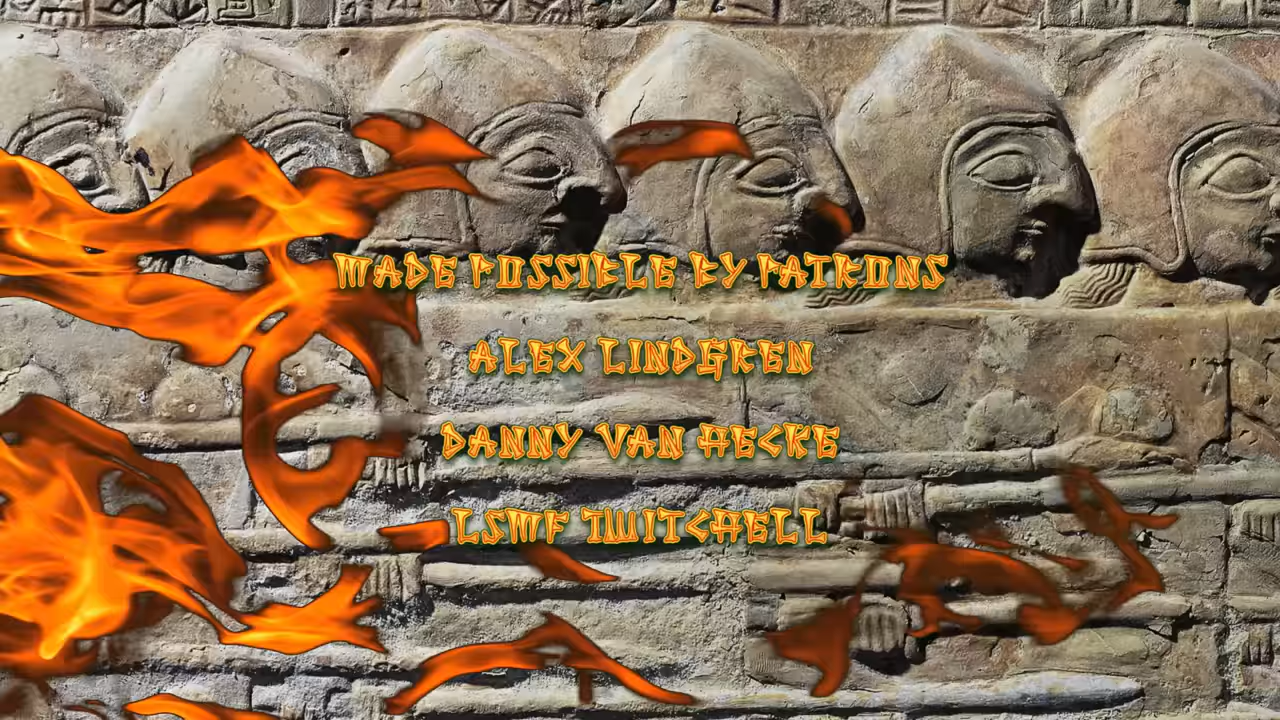 MADE POSSIBLE BY PATRONS
ALEX LINDGREN
DANNY VAN HECKE
LSMF TWITCHELL